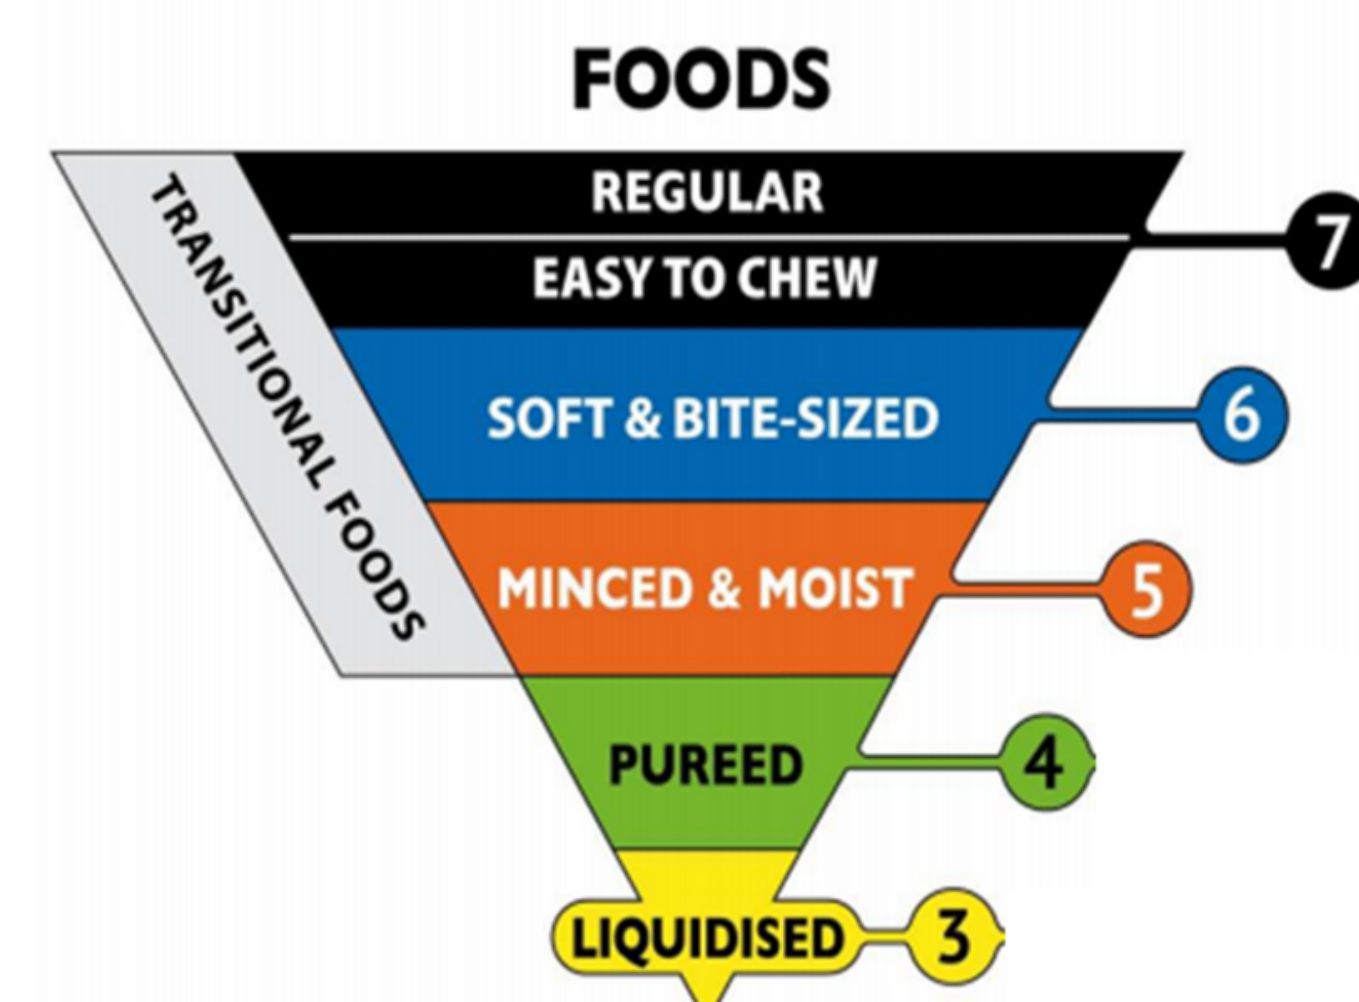 FOODS
TRANSITIONAL FOODS
REGULAR
7
EASY TO CHEW
SOFT & BITE-SIZED
6
MINCED & MOIST
5
PUREED
4
LIQUIDISED
3